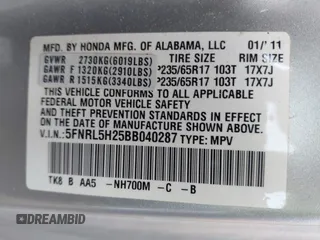 MFD. BY HONDA MFG. OF ALABAMA, LLC 01/'11
TIRE SIZE RIM SIZE
GVWR 2730KG(6019LBS)
GAWR F 1320KG(2910LBS) 235/65R17 103T 17X7J
GAWR R 1515KG(3340LBS) 235/65R17 103T 17X7J
THIS VEHICLE CONFORMS TO ALL APPLICABLE
FEDERAL MOTOR VEHICLE SAFETY AND
THEFT PREVENTION STANDARDS IN EFFECT ON THE
DATE OF MANUFACTURE SHOWN ABOVE.
V.I.N.: 5FNRL5H25BB040287 TYPE: MPV
TK8 B AA5 -NH700M -C -B
DREAMBID